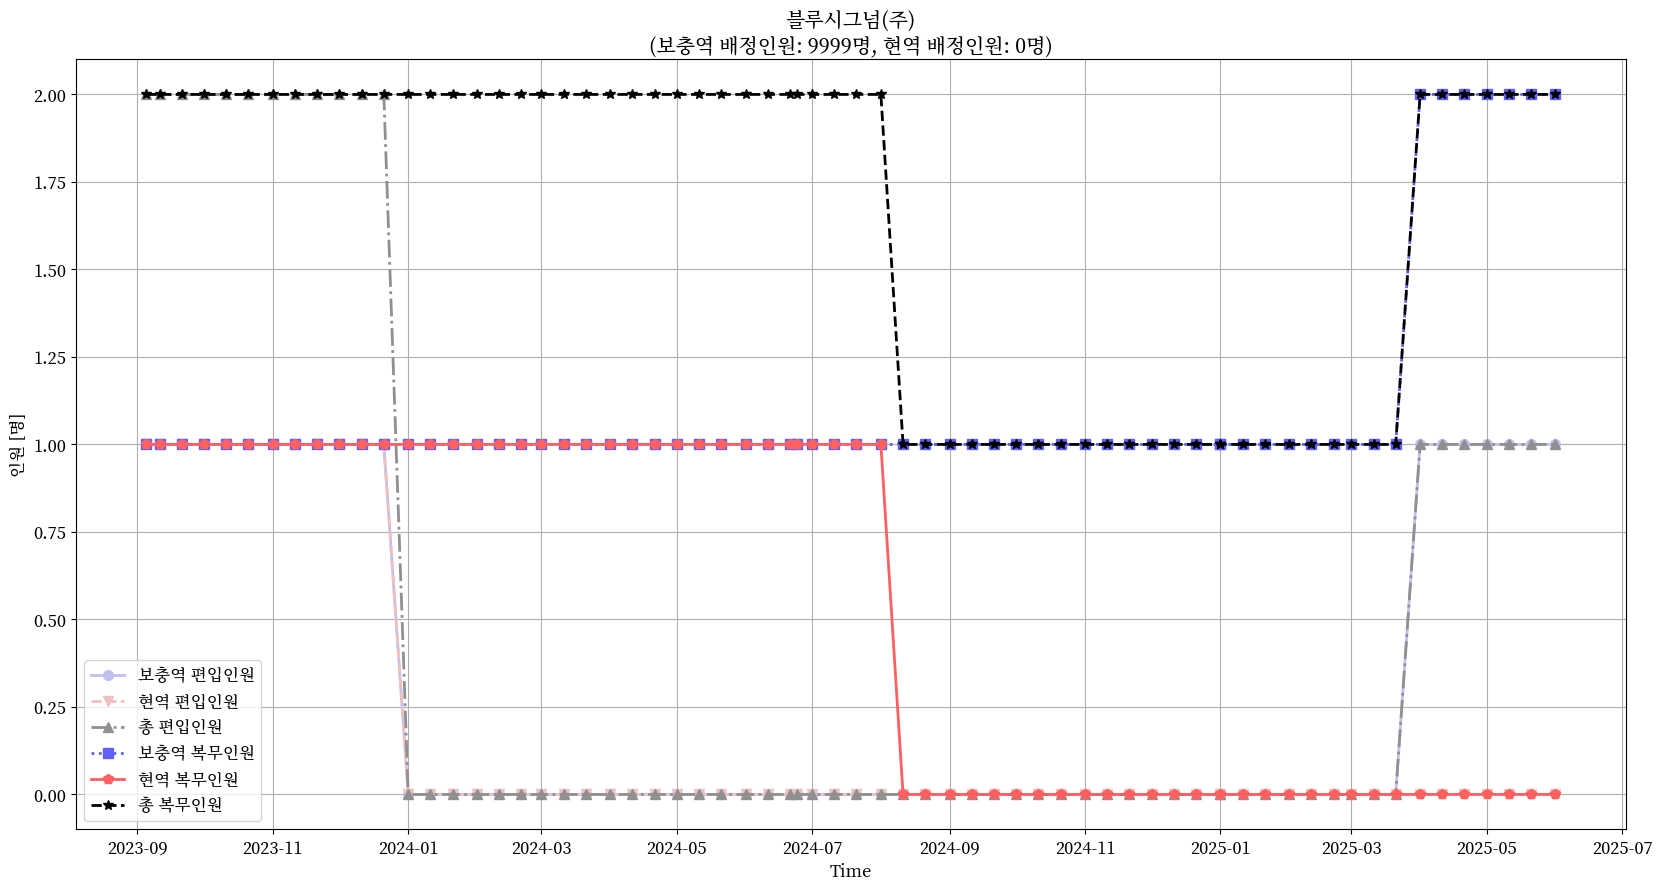 블루시그넘(주)
(보충역 배정인원: 9999명, 현역 배정인원: 0명)
인원 [명]
2.00
1.75
1.50
1.25
1.00
0.75
0.50
0.25
0.00
보충역 편입인원
현역 편입인원
총 편입인원
보충역 복무인원
현역 복무인원
총 복무인원
2023-09
2023-11
2024-01
2024-03
2024-05
2024-07
2024-09
2024-11
2025-01
2025-03
2025-05
2025-07
Time